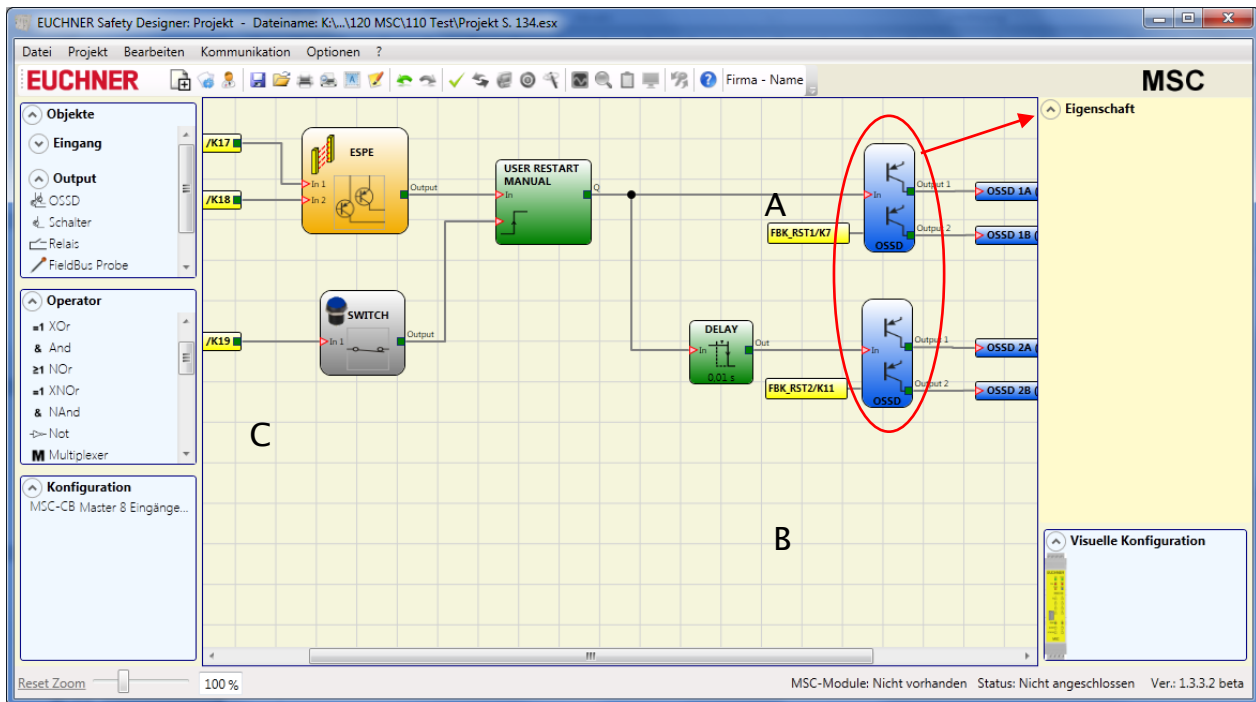 EUCHNER Safety Designer: Projekt - Dateiname: K:\...\120 MSC\110 Test\Projekt S. 134.esx
Datei Projekt Bearbeiten Kommunikation Optionen ?
EUCHNER
Firma - Name
MSC
Objekte
Eingang
Output
OSSD
Schalter
Relais
FieldBus Probe
Operator
=1 XOr
& And
≥1 NOr
=1 XNOr
& NAnd
Not
M Multiplexer
Konfiguration
MSC-CB Master 8 Eingänge...
/K17
/K18
ESPE
In 1
In 2
Output
USER RESTART
MANUAL
In
Q
A
FBK_RST1/K7
In
Output 1
Output 2
OSSD
OSSD 1A (
OSSD 1B (
/K19
SWITCH
In 1
Output
DELAY
In
Out
0,01 s
FBK_RST2/K11
In
Output 1
Output 2
OSSD
OSSD 2A
OSSD 2B (
C
B
Eigenschaft
Visuelle Konfiguration
Reset Zoom
100 %
MSC-Module: Nicht vorhanden Status: Nicht angeschlossen Ver.: 1.3.3.2 beta